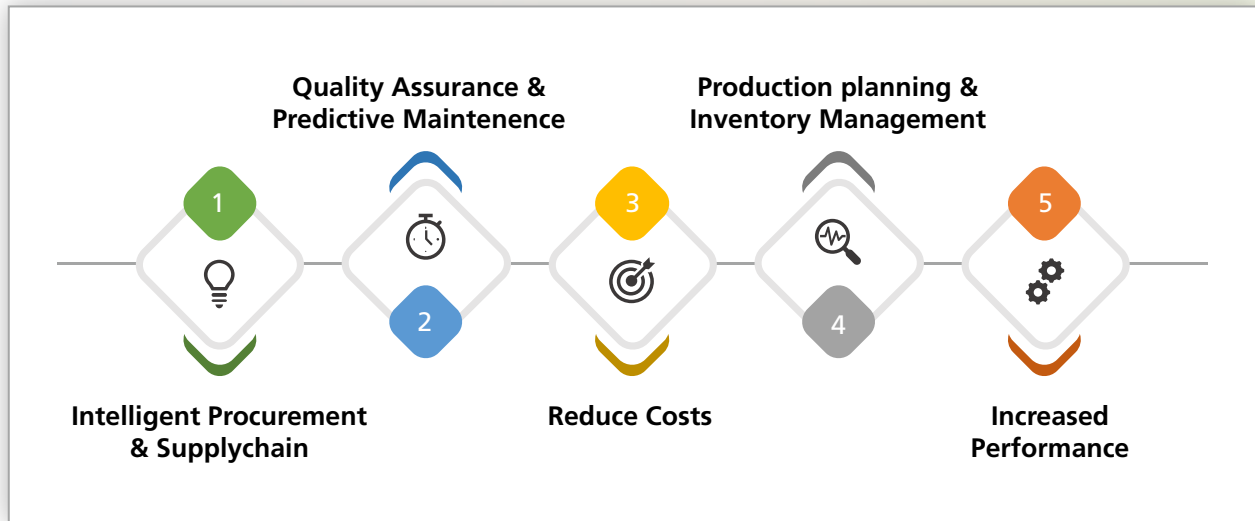 Quality Assurance &
Predictive Maintenence
Production planning &
Inventory Management
1
3
5
2
4
Intelligent Procurement
& Supplychain
Reduce Costs
Increased
Performance